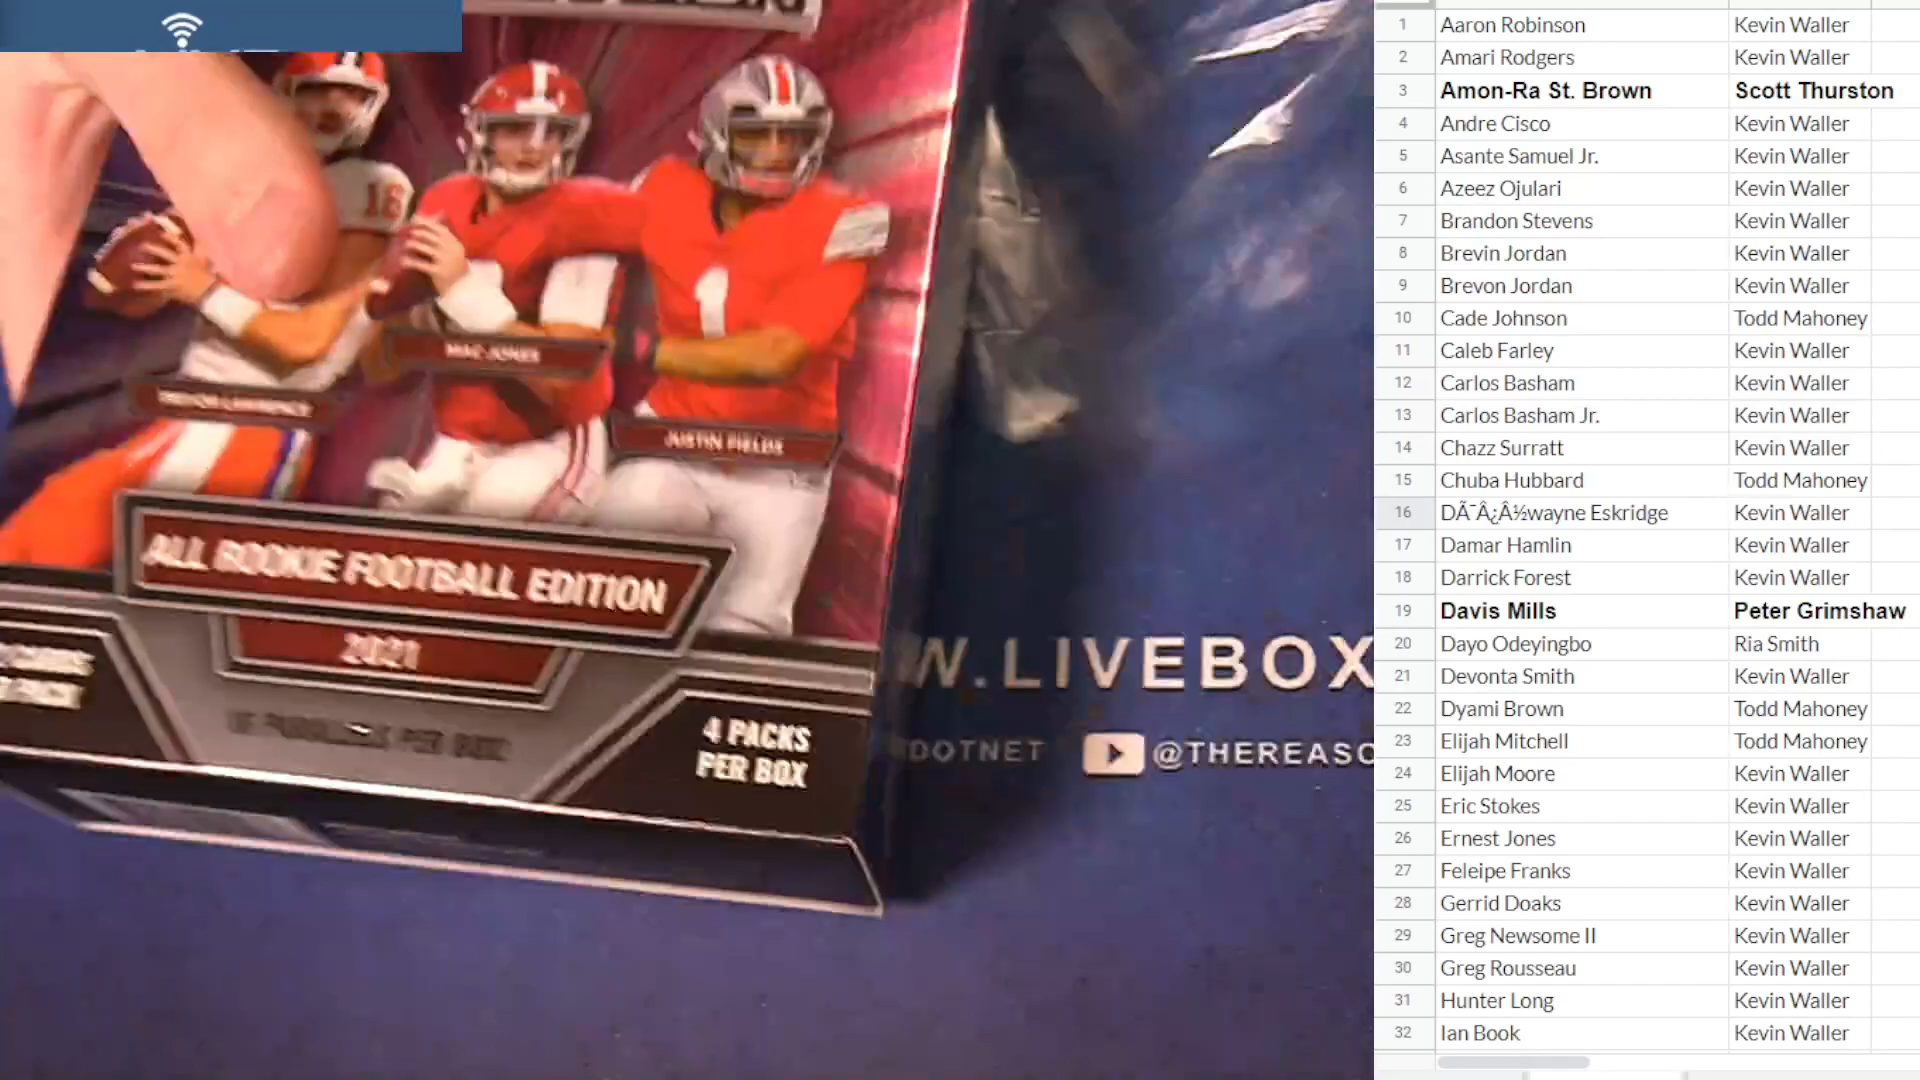 16
1
MAC JONES
TREVOR LAWRENCE
JUSTIN FIELDS
ALL ROOKIE FOOTBALL EDITION
2021
PACK
PER BOX
4 PACKS
PER BOX
W.LIVEBOX
DOTNET @THEREASO
1 Aaron Robinson Kevin Waller
2 Amari Rodgers Kevin Waller
3 Amon-Ra St. Brown Scott Thurston
4 Andre Cisco Kevin Waller
5 Asante Samuel Jr. Kevin Waller
6 Azeez Ojulari Kevin Waller
7 Brandon Stevens Kevin Waller
8 Brevin Jordan Kevin Waller
9 Brevon Jordan Kevin Waller
10 Cade Johnson Todd Mahoney
11 Caleb Farley Kevin Waller
12 Carlos Basham Kevin Waller
13 Carlos Basham Jr. Kevin Waller
14 Chazz Surratt Kevin Waller
15 Chuba Hubbard Todd Mahoney
16 DÃ¯Â¿Â½wayne Eskridge Kevin Waller
17 Damar Hamlin Kevin Waller
18 Darrick Forest Kevin Waller
19 Davis Mills Peter Grimshaw
20 Dayo Odeyingbo Ria Smith
21 Devonta Smith Kevin Waller
22 Dyami Brown Todd Mahoney
23 Elijah Mitchell Todd Mahoney
24 Elijah Moore Kevin Waller
25 Eric Stokes Kevin Waller
26 Ernest Jones Kevin Waller
27 Feleipe Franks Kevin Waller
28 Gerrid Doaks Kevin Waller
29 Greg Newsome II Kevin Waller
30 Greg Rousseau Kevin Waller
31 Hunter Long Kevin Waller
32 Ian Book Kevin Waller